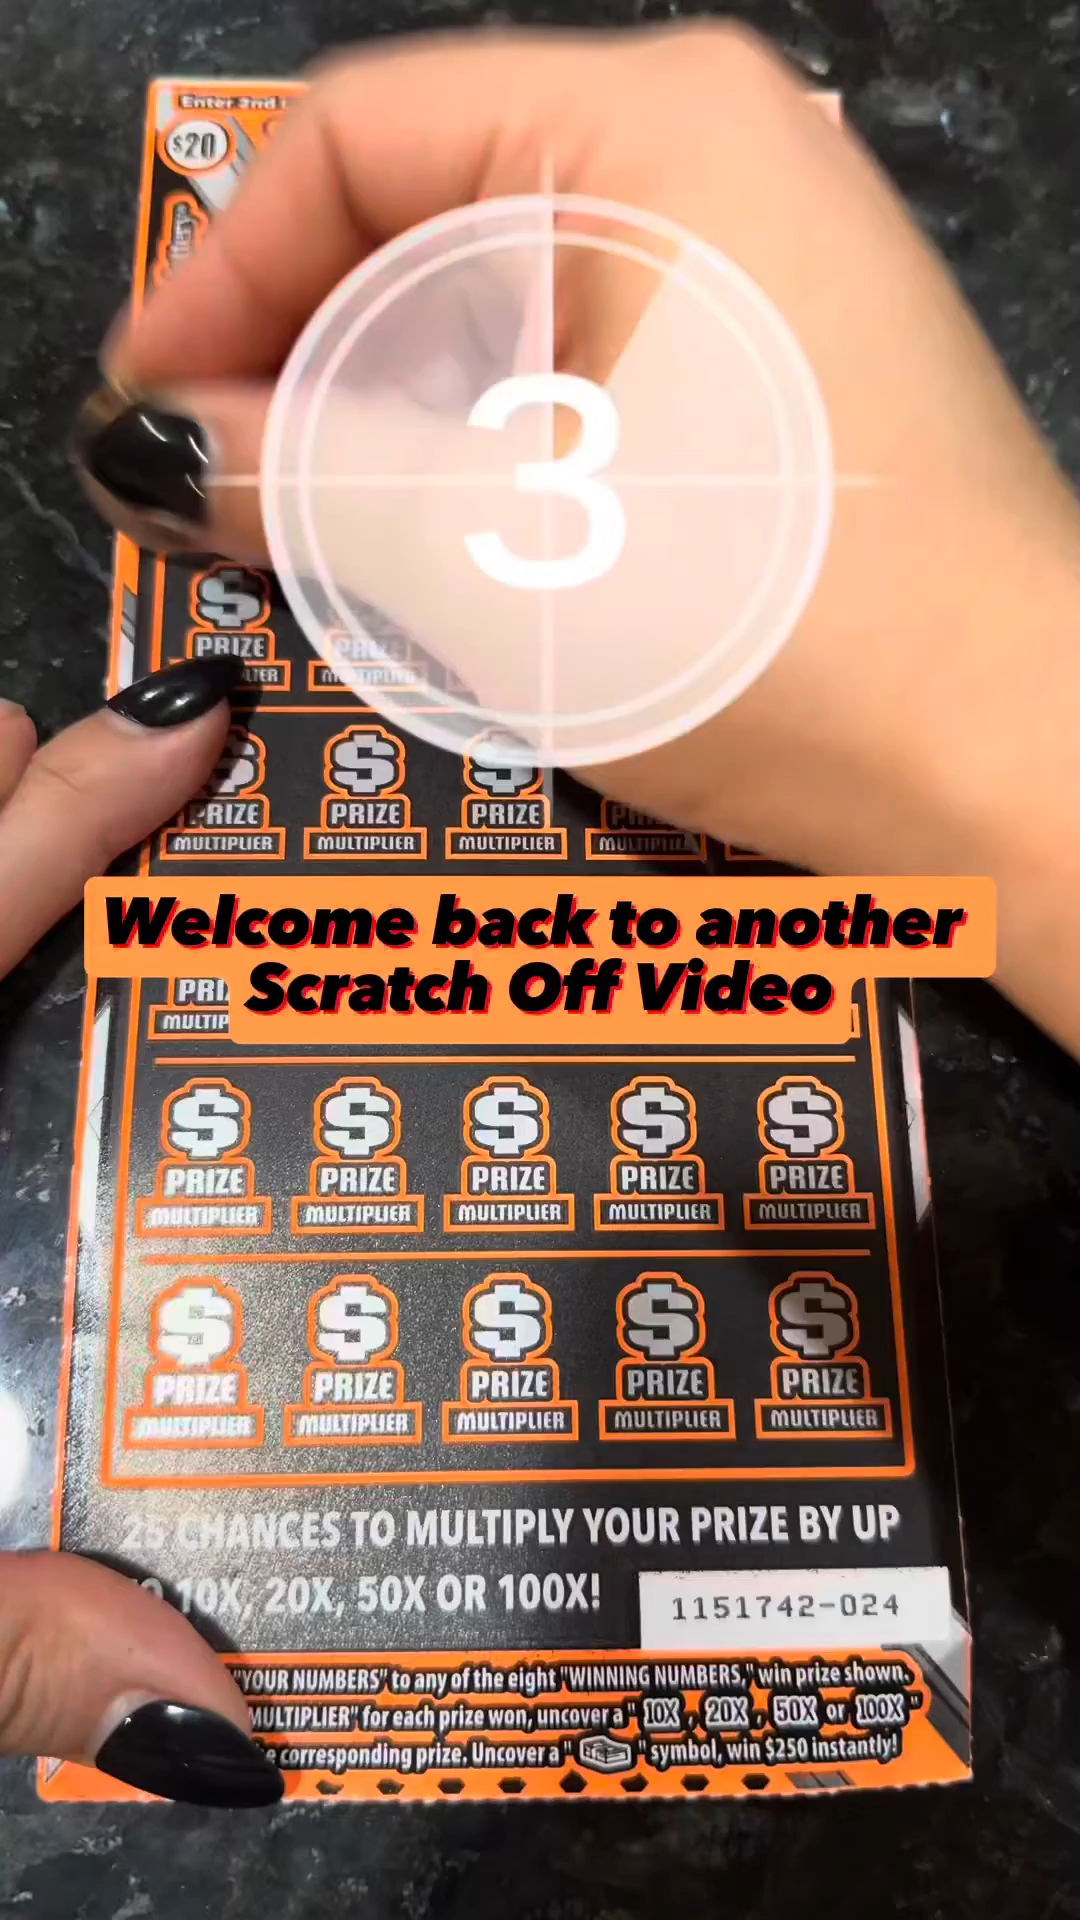 Enter 2nd
$20
3
PRIZE
PRIZE
MULTIPLIER
PRIZE PRIZE PRIZE
MULTIPLIER MULTIPLIER MULTIPLIER MULTIPLIER
Welcome back to another
Scratch Off Video
PRIZE PRIZE PRIZE PRIZE PRIZE
MULTIPLIER MULTIPLIER MULTIPLIER MULTIPLIER MULTIPLIER
PRIZE PRIZE PRIZE PRIZE PRIZE
MULTIPLIER MULTIPLIER MULTIPLIER MULTIPLIER MULTIPLIER
25 CHANCES TO MULTIPLY YOUR PRIZE BY UP
10X, 20X, 50X OR 100X!
1151742-024
"YOUR NUMBERS" to any of the eight "WINNING NUMBERS," win prize shown.
MULTIPLIER" for each prize won, uncover a "10X, 20X, 50X or 100X"
corresponding prize. Uncover a " " symbol, win $250 instantly!